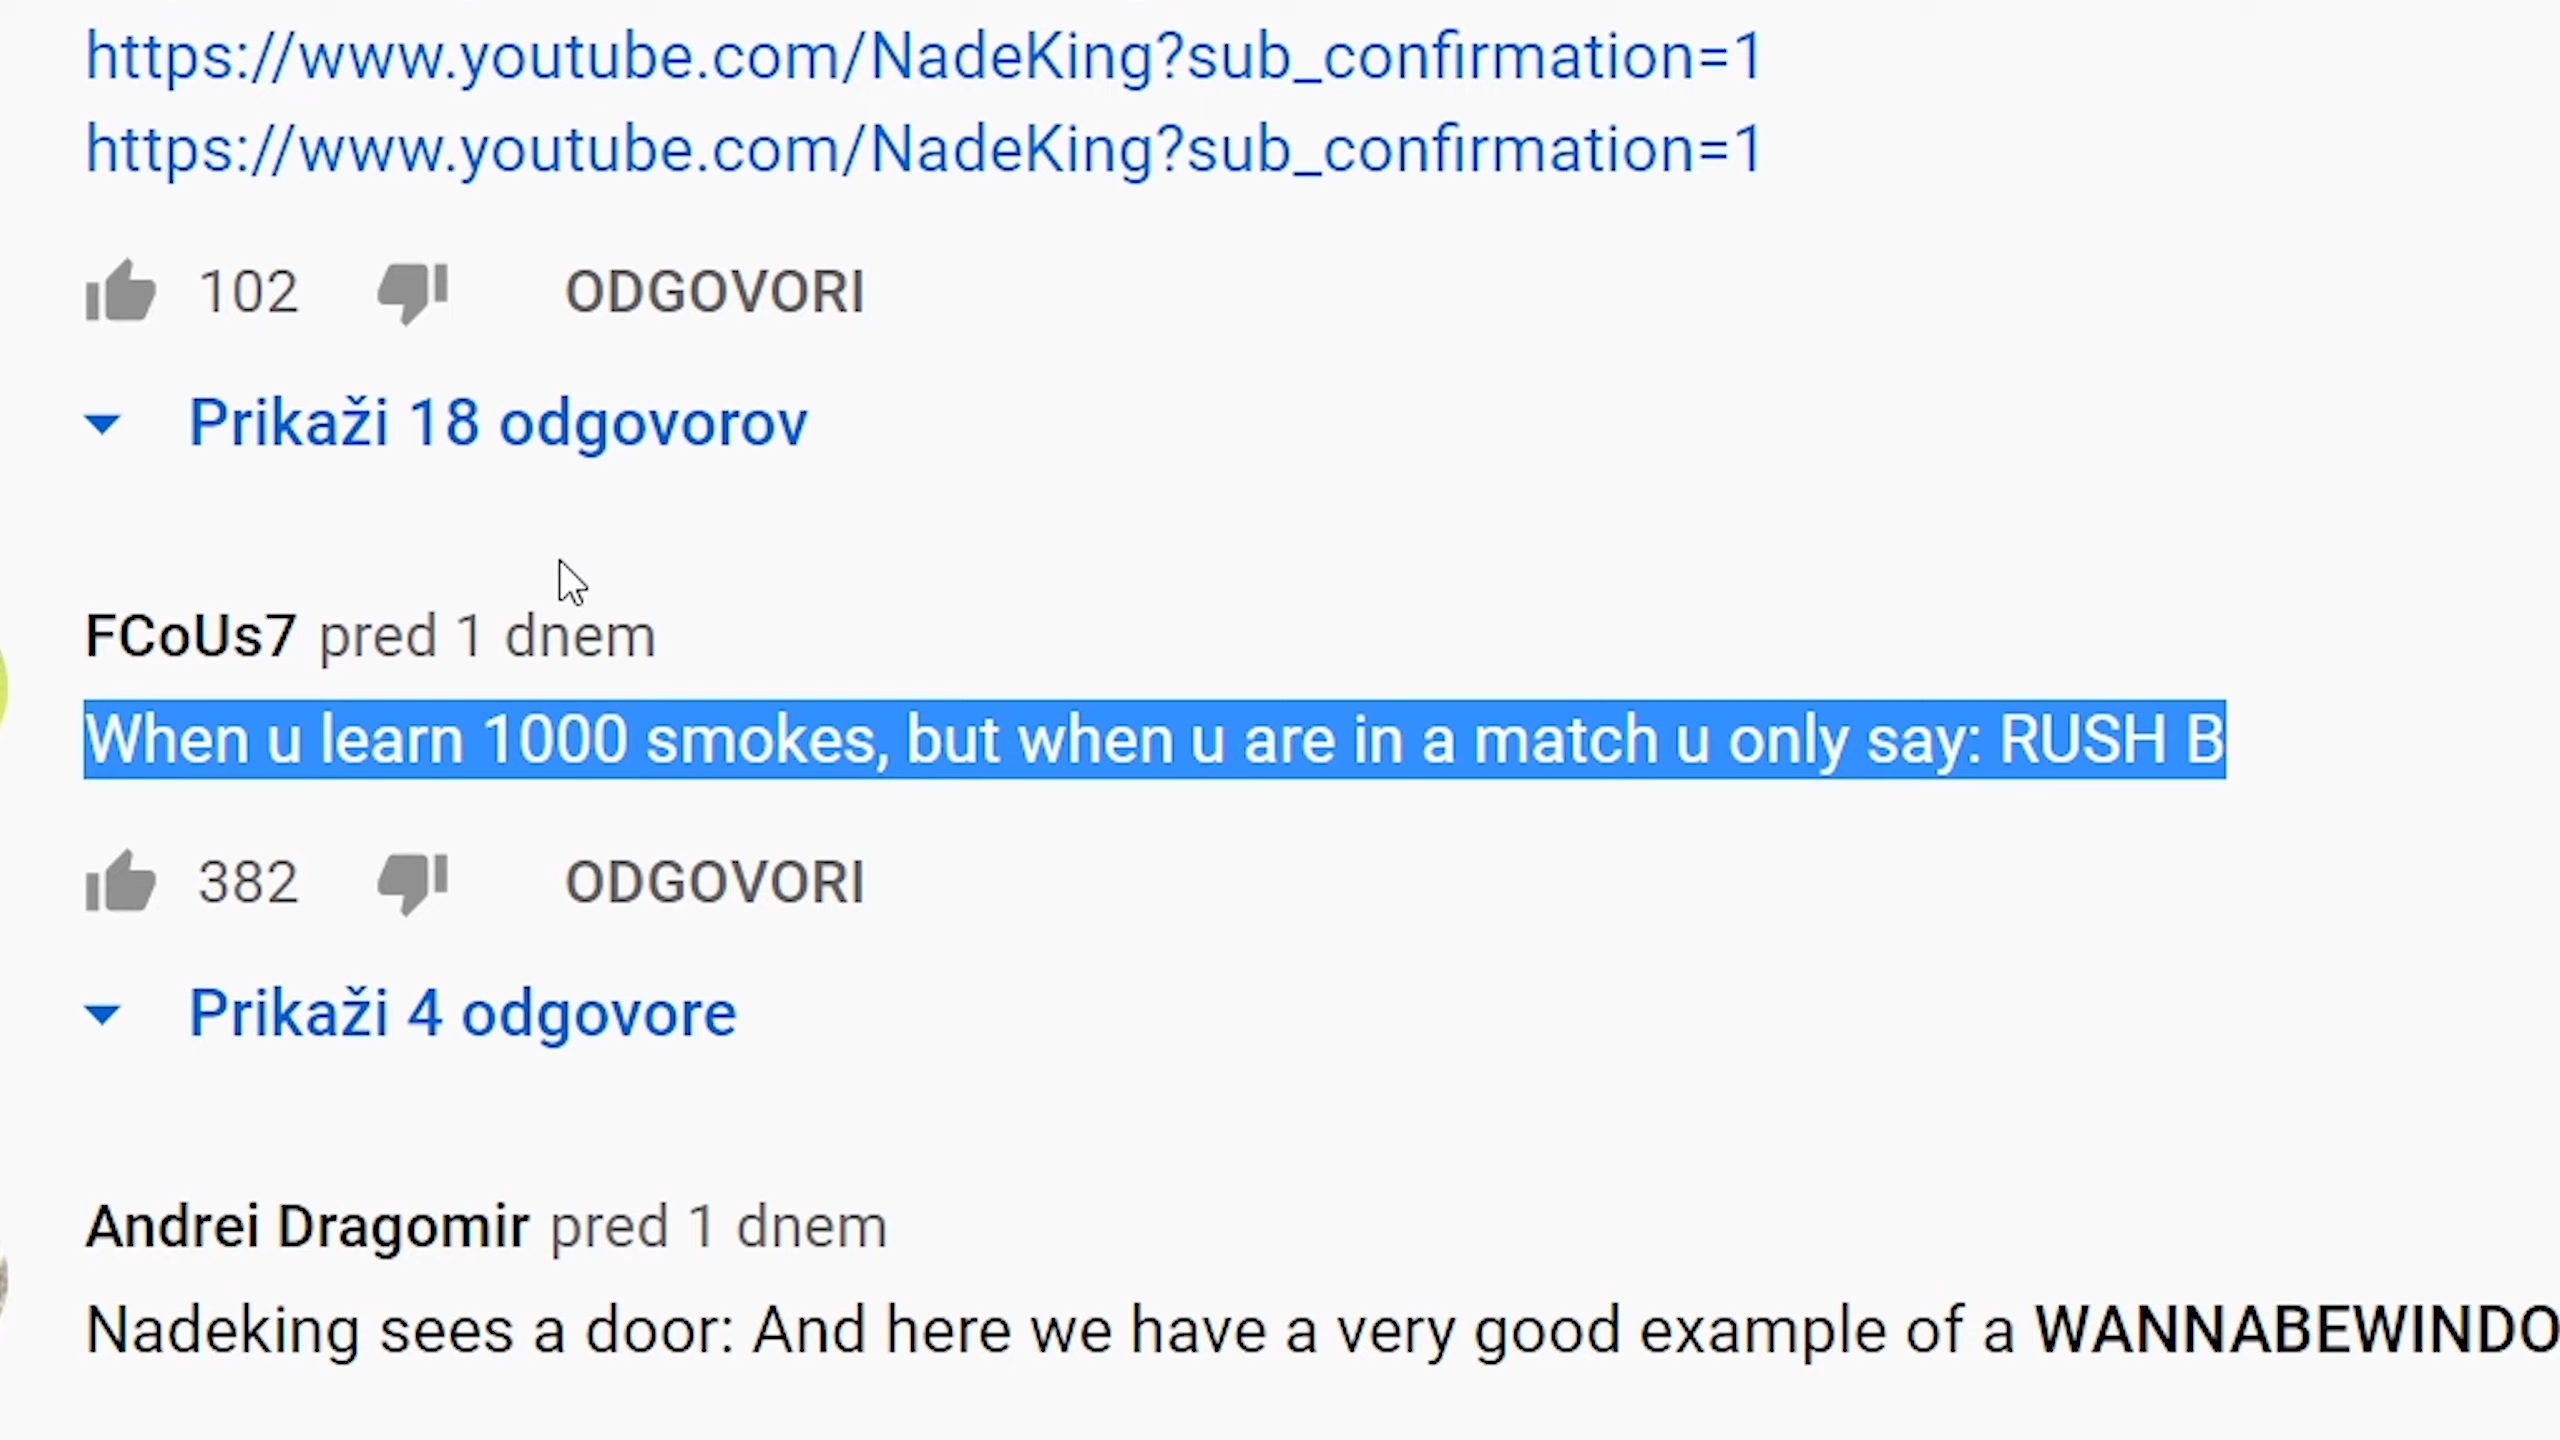 https://www.youtube.com/NadeKing?sub_confirmation=1
https://www.youtube.com/NadeKing?sub_confirmation=1
102 ODGOVORI
Prikaži 18 odgovorov
FCoUs7 pred 1 dnem
When u learn 1000 smokes, but when u are in a match u only say: RUSH B
382 ODGOVORI
Prikaži 4 odgovore
Andrei Dragomir pred 1 dnem
Nadeking sees a door: And here we have a very good example of a WANNABEWINDO